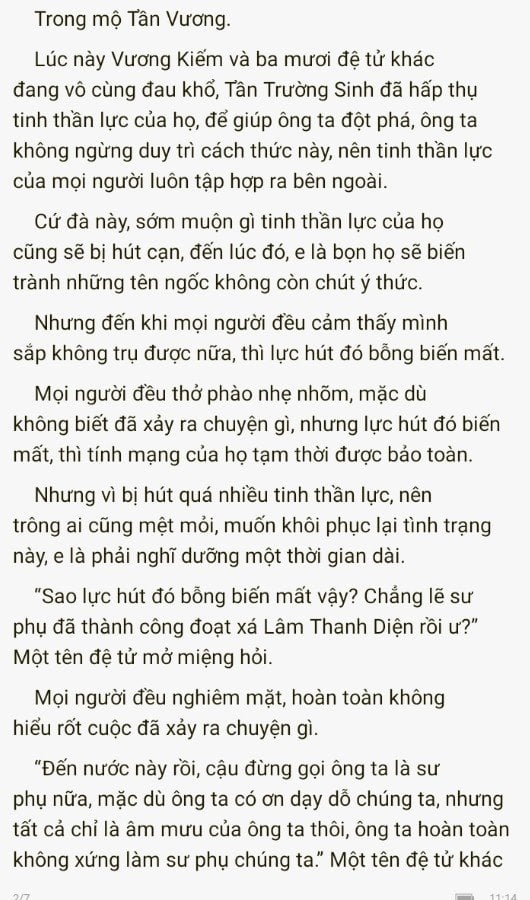 Trong mộ Tần Vương.
Lúc này Vương Kiếm và ba mươi đệ tử khác
đang vô cùng đau khổ, Tần Trường Sinh đã hấp thụ
tinh thần lực của họ, để giúp ông ta đột phá, ông ta
không ngừng duy trì cách thức này, nên tinh thần lực
của mọi người luôn tập hợp ra bên ngoài.
Cứ đà này, sớm muộn gì tinh thần lực của họ
cũng sẽ bị hút cạn, đến lúc đó, e là bọn họ sẽ biến
trành những tên ngốc không còn chút ý thức.
Nhưng đến khi mọi người đều cảm thấy mình
sắp không trụ được nữa, thì lực hút đó bỗng biến mất.
Mọi người đều thở phào nhẹ nhõm, mặc dù
không biết đã xảy ra chuyện gì, nhưng lực hút đó biến
mất, thì tính mạng của họ tạm thời được bảo toàn.
Nhưng vì bị hút quá nhiều tinh thần lực, nên
trông ai cũng mệt mỏi, muốn khôi phục lại tình trạng
này, e là phải nghĩ dưỡng một thời gian dài.
“Sao lực hút đó bỗng biến mất vậy? Chẳng lẽ sư
phụ đã thành công đoạt xá Lâm Thanh Diện rồi ư?”
Một tên đệ tử mở miệng hỏi.
Mọi người đều nghiêm mặt, hoàn toàn không
hiểu rốt cuộc đã xảy ra chuyện gì.
“Đến nước này rồi, cậu đừng gọi ông ta là sư
phụ nữa, mặc dù ông ta có ơn dạy dỗ chúng ta, nhưng
tất cả chỉ là âm mưu của ông ta thôi, ông ta hoàn toàn
không xứng làm sư phụ chúng ta.” Một tên đệ tử khác
2/7 11:14